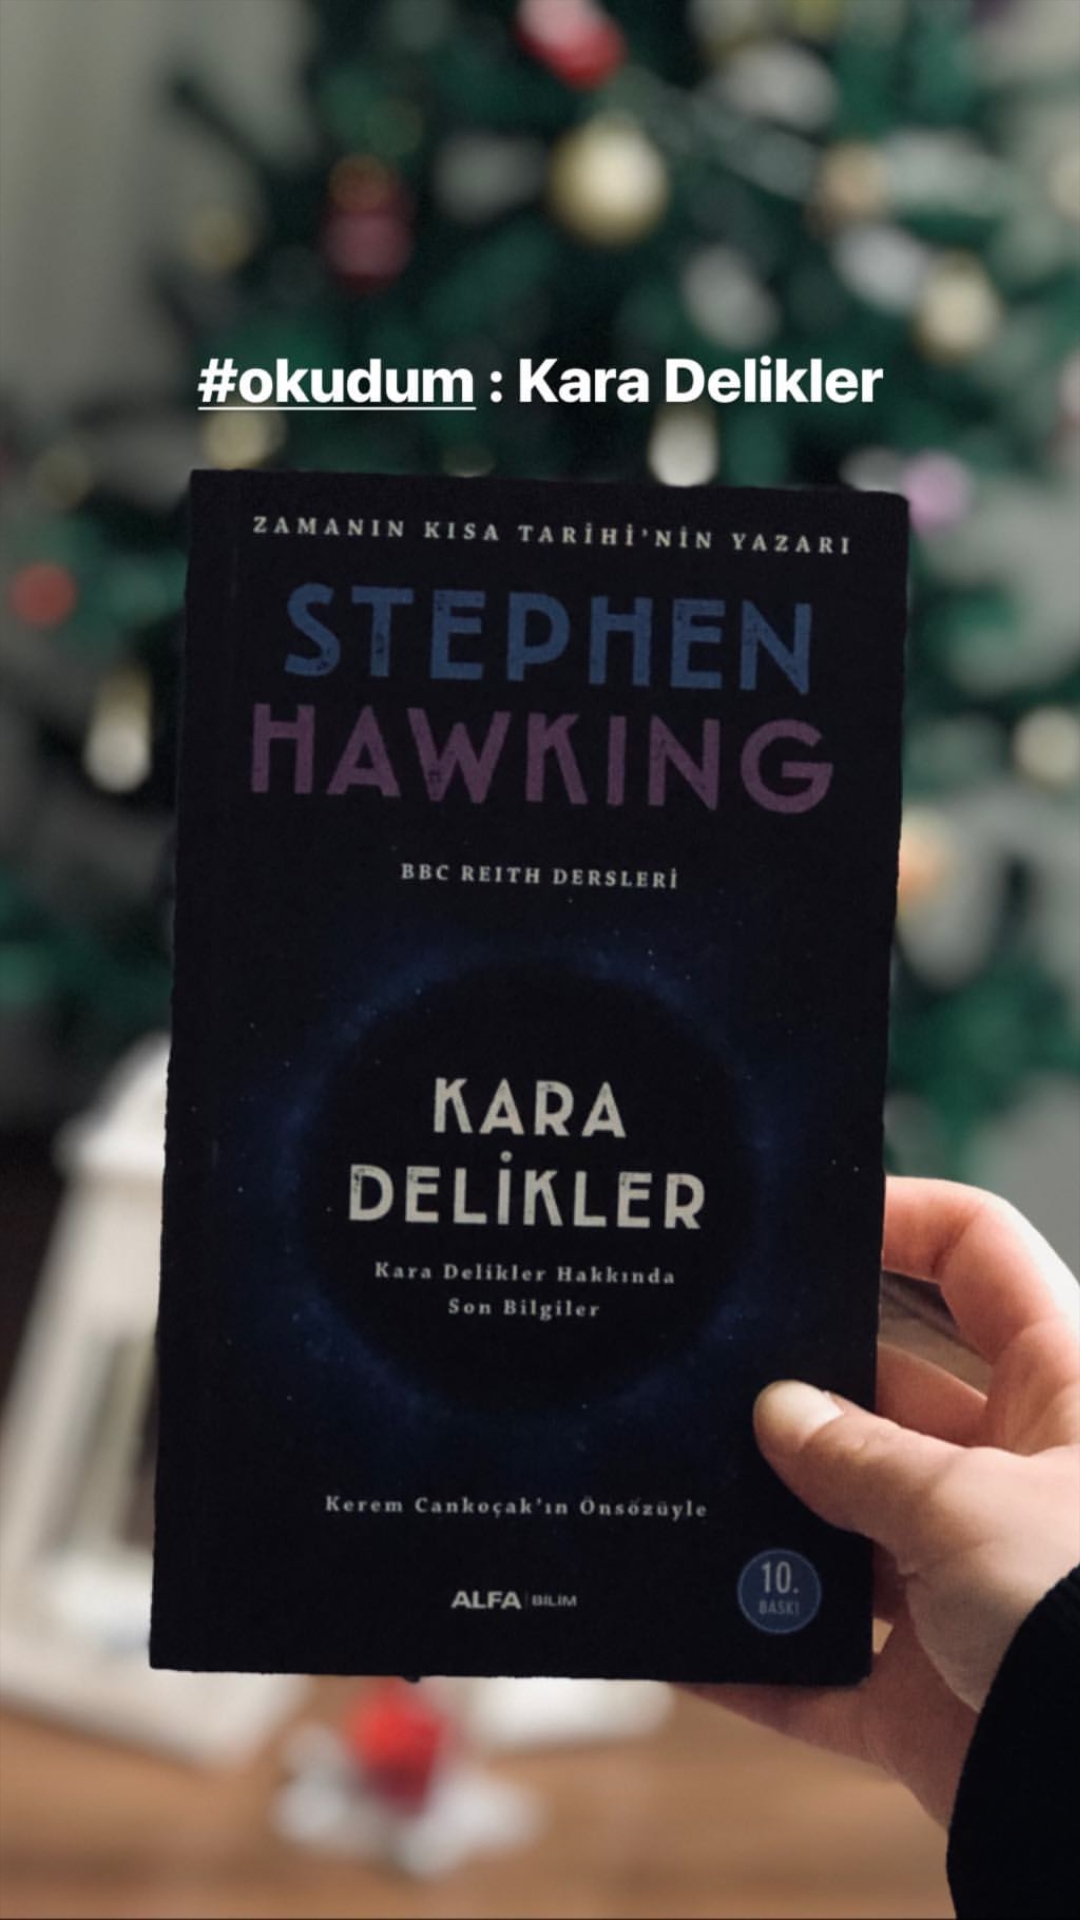 #okudum : Kara Delikler
ZAMANIN KISA TARİHİ'NİN YAZARI
STEPHEN
HAWKING
BBC REITH DERSLERİ
KARA
DELİKLER
Kara Delikler Hakkında
Son Bilgiler
Kerem Cankoçak'ın Önsözüyle
ALFA | BİLİM
10.
BASKI